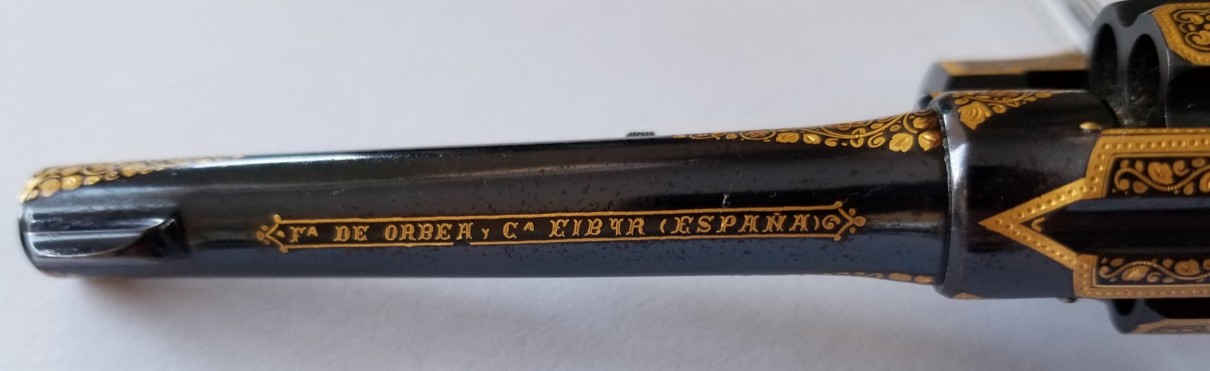 Fᴬ DE ORBEA y Cᴬ EIBAR (ESPAÑA)